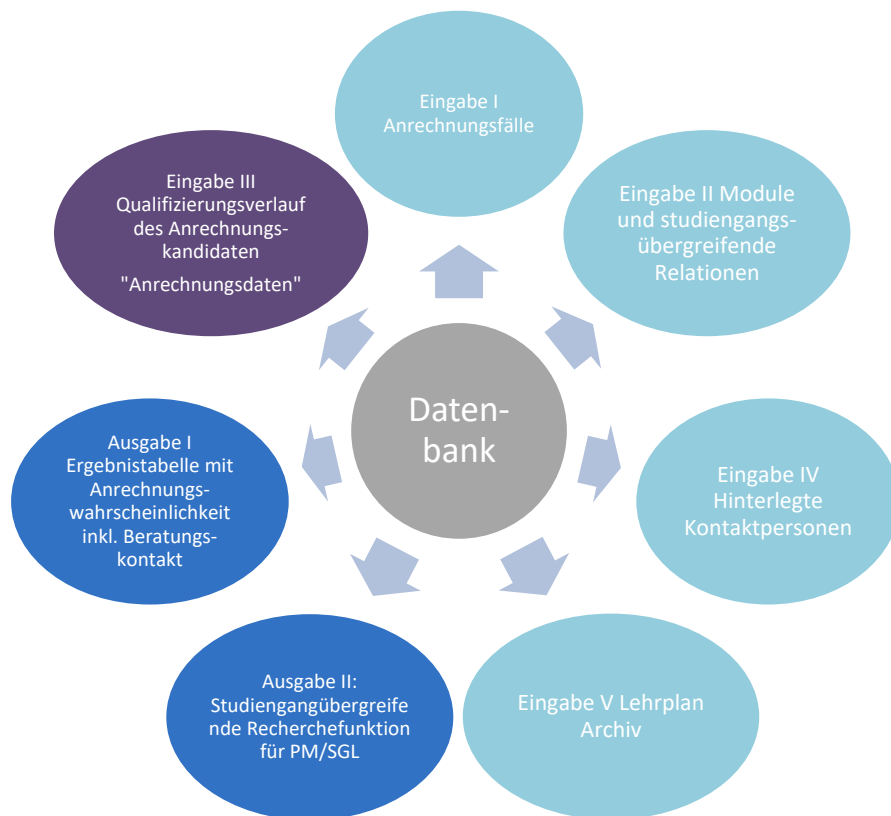 Eingabe I
Anrechnungsfälle
Eingabe II Module
und studiengangs-
übergreifende
Relationen
Eingabe III
Qualifizierungsverlauf
des Anrechnungs-
kandidaten
"Anrechnungsdaten"
Daten-
bank
Eingabe IV
Hinterlegte
Kontaktpersonen
Ausgabe I
Ergebnistabelle mit
Anrechnungs-
wahrscheinlichkeit
inkl. Beratungs-
kontakt
Ausgabe II:
Studiengangübergreife
nde Recherchefunktion
für PM/SGL
Eingabe V Lehrplan
Archiv